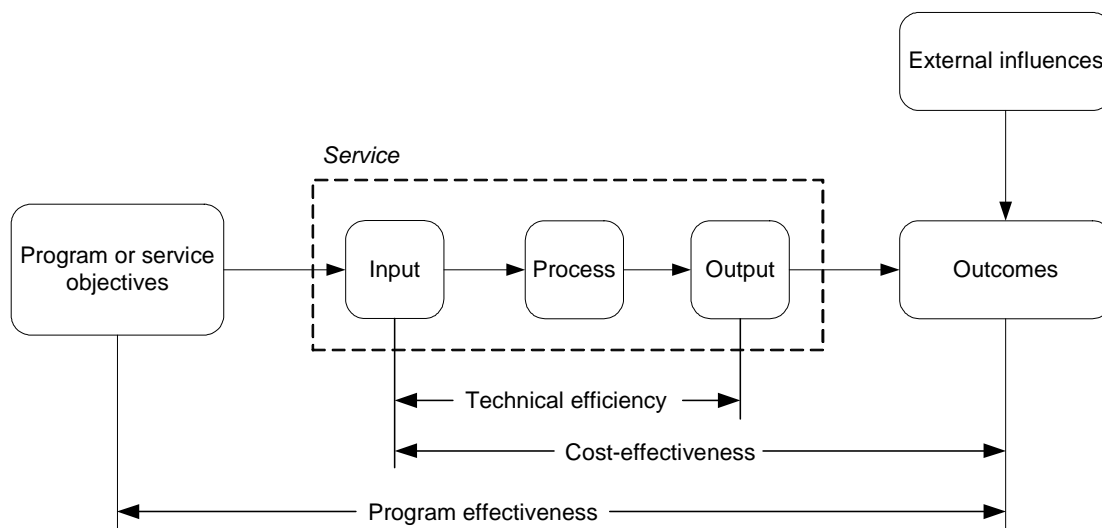 External influences
Service
Program or service
objectives
Input
Process
Output
Outcomes
Technical efficiency
Cost-effectiveness
Program effectiveness